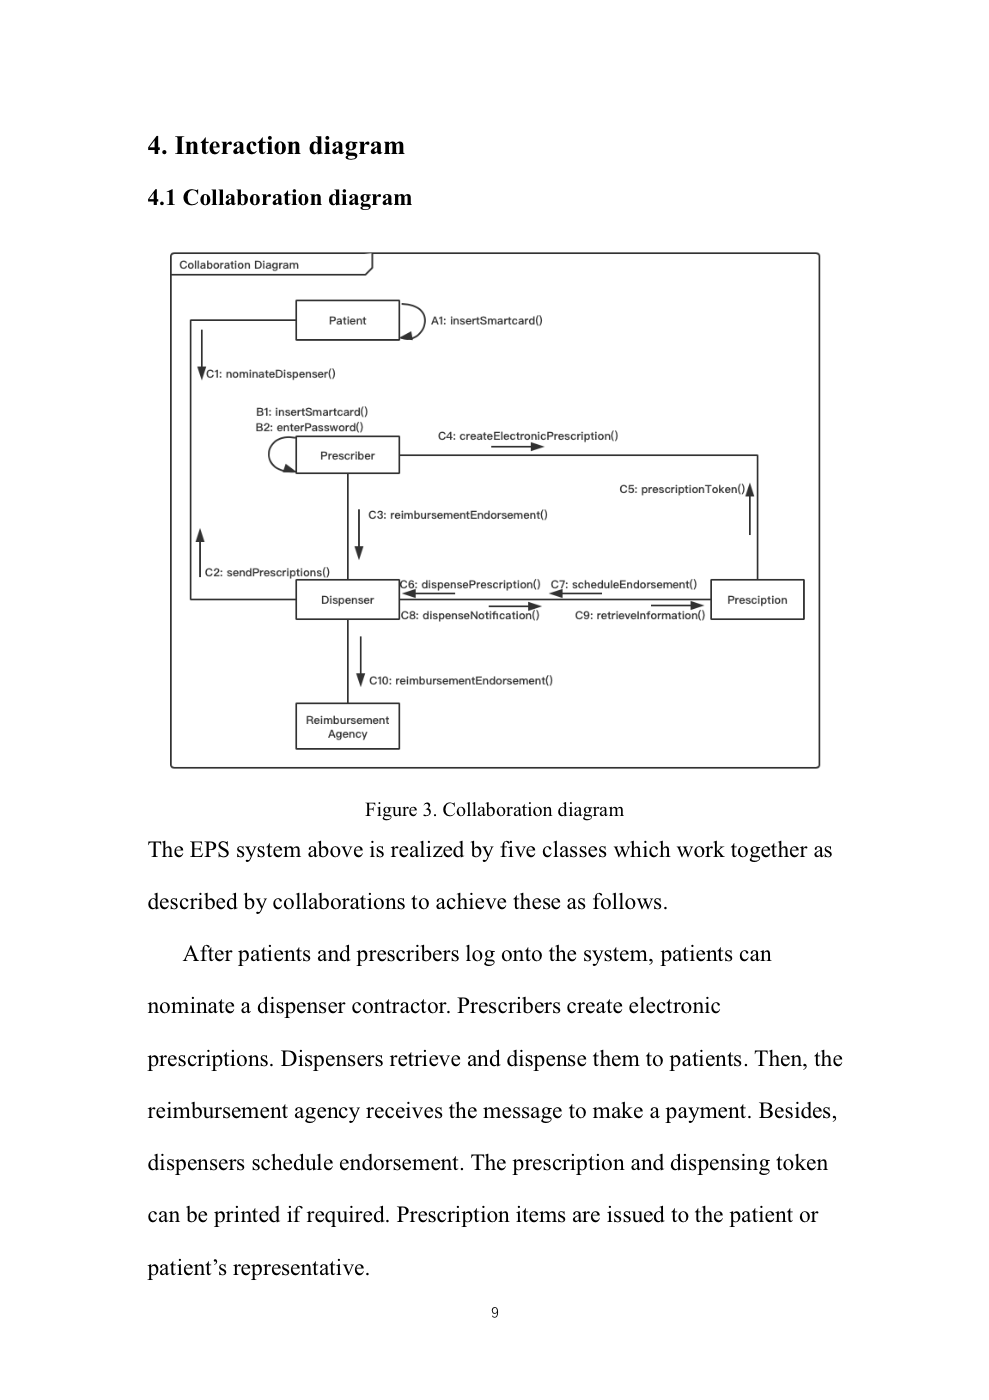 4. Interaction diagram
4.1 Collaboration diagram
Collaboration Diagram
Patient
A1: insertSmartcard()
C1: nominateDispenser()
B1: insertSmartcard()
B2: enterPassword()
C4: createElectronicPrescription()
Prescriber
C5: prescriptionToken()
C3: reimbursementEndorsement()
C2: sendPrescriptions()
C6: dispensePrescription()
C7: scheduleEndorsement()
Dispenser
Presciption
C8: dispenseNotification()
C9: retrieveInformation()
C10: reimbursementEndorsement()
Reimbursement
Agency
Figure 3. Collaboration diagram
The EPS system above is realized by five classes which work together as
described by collaborations to achieve these as follows.
After patients and prescribers log onto the system, patients can
nominate a dispenser contractor. Prescribers create electronic
prescriptions. Dispensers retrieve and dispense them to patients. Then, the
reimbursement agency receives the message to make a payment. Besides,
dispensers schedule endorsement. The prescription and dispensing token
can be printed if required. Prescription items are issued to the patient or
patient’s representative.
9